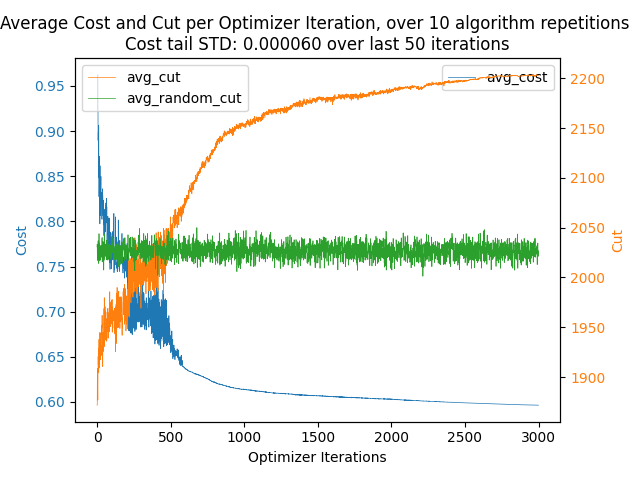 Average Cost and Cut per Optimizer Iteration, over 10 algorithm repetitions
Cost tail STD: 0.000060 over last 50 iterations
avg_cut
avg_random_cut
avg_cost
0.95
0.90
0.85
0.80
0.75
0.70
0.65
0.60
Cost
2200
2150
2100
2050
2000
1950
1900
Cut
0 500 1000 1500 2000 2500 3000
Optimizer Iterations